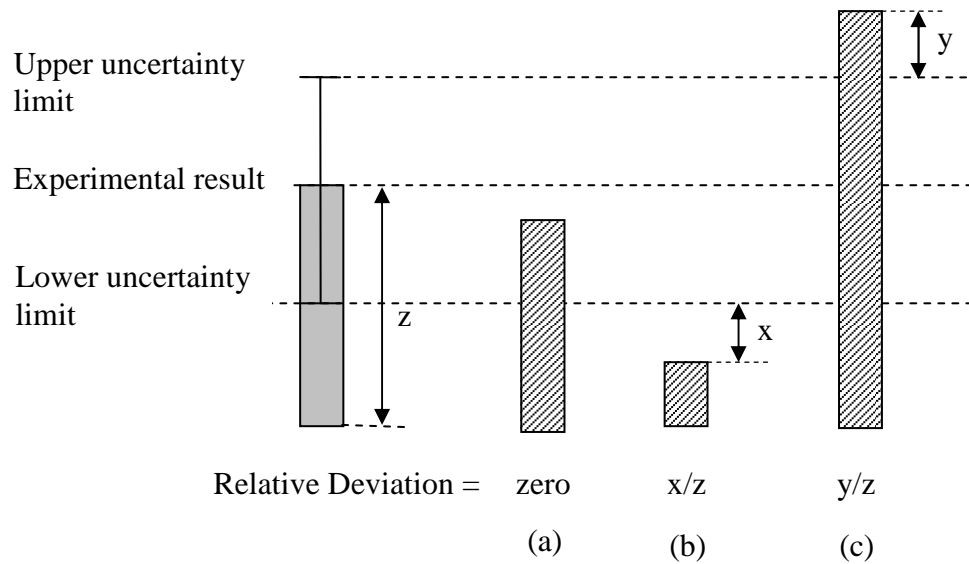 y
Upper uncertainty
limit
Experimental result
Lower uncertainty
limit
z
x
Relative Deviation = zero x/z y/z
(a) (b) (c)